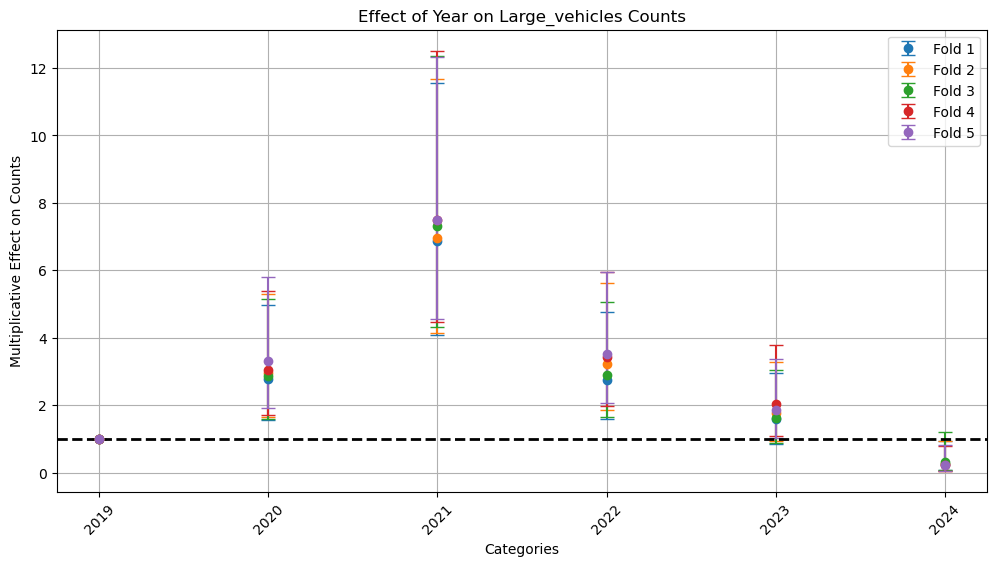 Effect of Year on Large_vehicles Counts
Multiplicative Effect on Counts
12
10
8
6
4
2
0
Fold 1
Fold 2
Fold 3
Fold 4
Fold 5
2019
2020
2021
2022
2023
2024
Categories